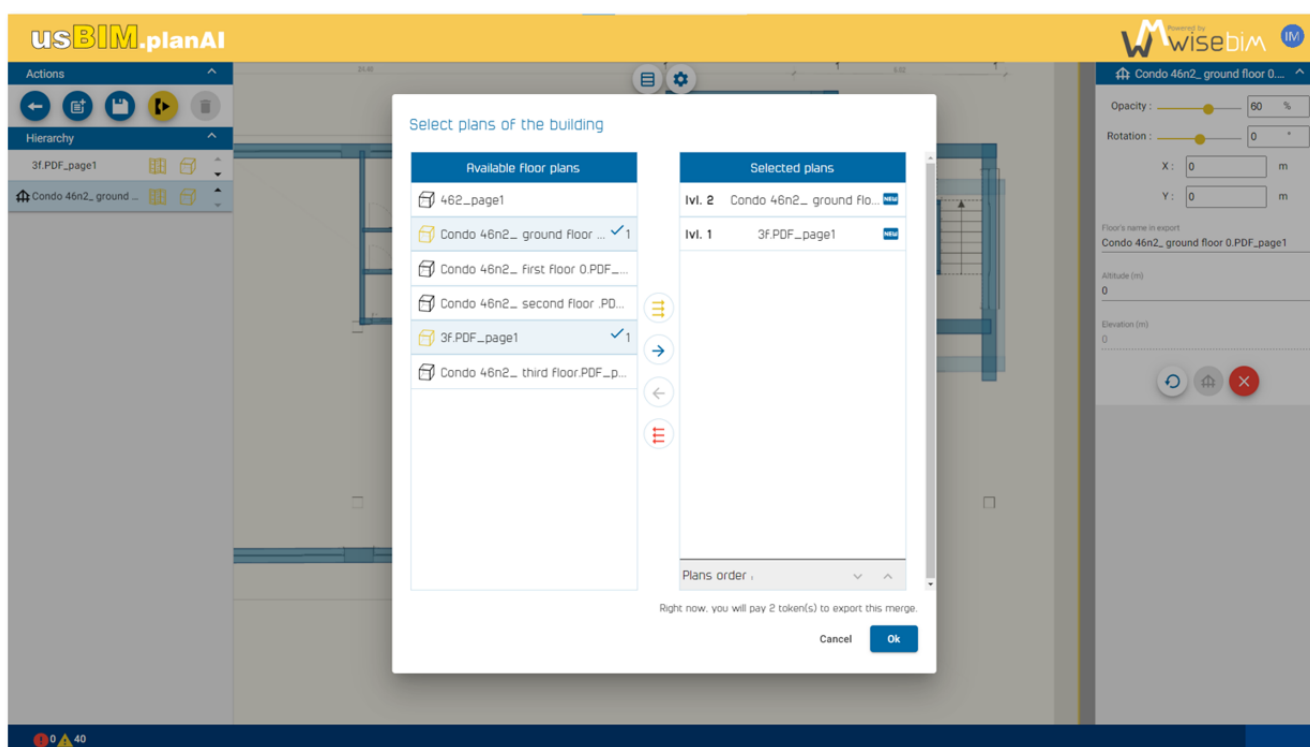 usBIM.planAI
Powered by
wisebim
IM
Actions
Hierarchy
3f.PDF_page1
Condo 46n2_ ground ...
Select plans of the building
Available floor plans
462_page1
Condo 46n2_ ground floor ... 1
Condo 46n2_ first floor 0.PDF_...
Condo 46n2_ second floor .PD...
3f.PDF_page1 1
Condo 46n2_ third floor.PDF_p...
Selected plans
lvl. 2 Condo 46n2_ ground flo... NEW
lvl. 1 3f.PDF_page1 NEW
Plans order :
Right now, you will pay 2 token(s) to export this merge.
Cancel Ok
Condo 46n2_ ground floor 0....
Opacity : 60 %
Rotation : 0 °
X : 0 m
Y : 0 m
Floor's name in export
Condo 46n2_ ground floor 0.PDF_page1
Altitude (m)
0
Elevation (m)
0
0 40